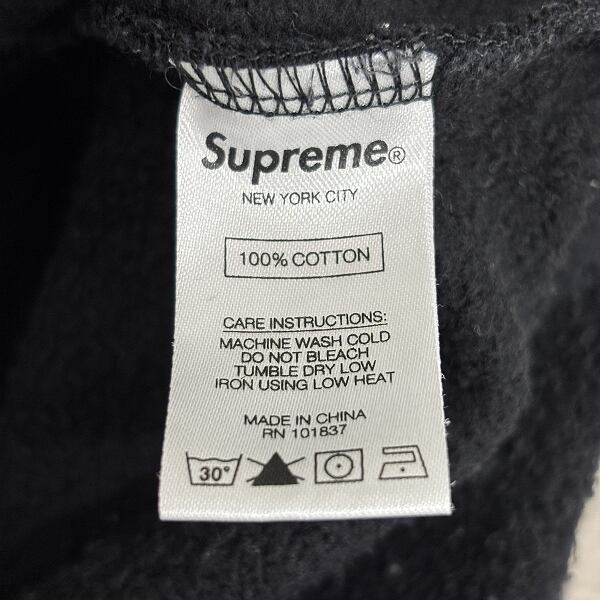 Supreme®
NEW YORK CITY
100% COTTON
CARE INSTRUCTIONS:
MACHINE WASH COLD
DO NOT BLEACH
TUMBLE DRY LOW
IRON USING LOW HEAT
MADE IN CHINA
RN 101837
30°